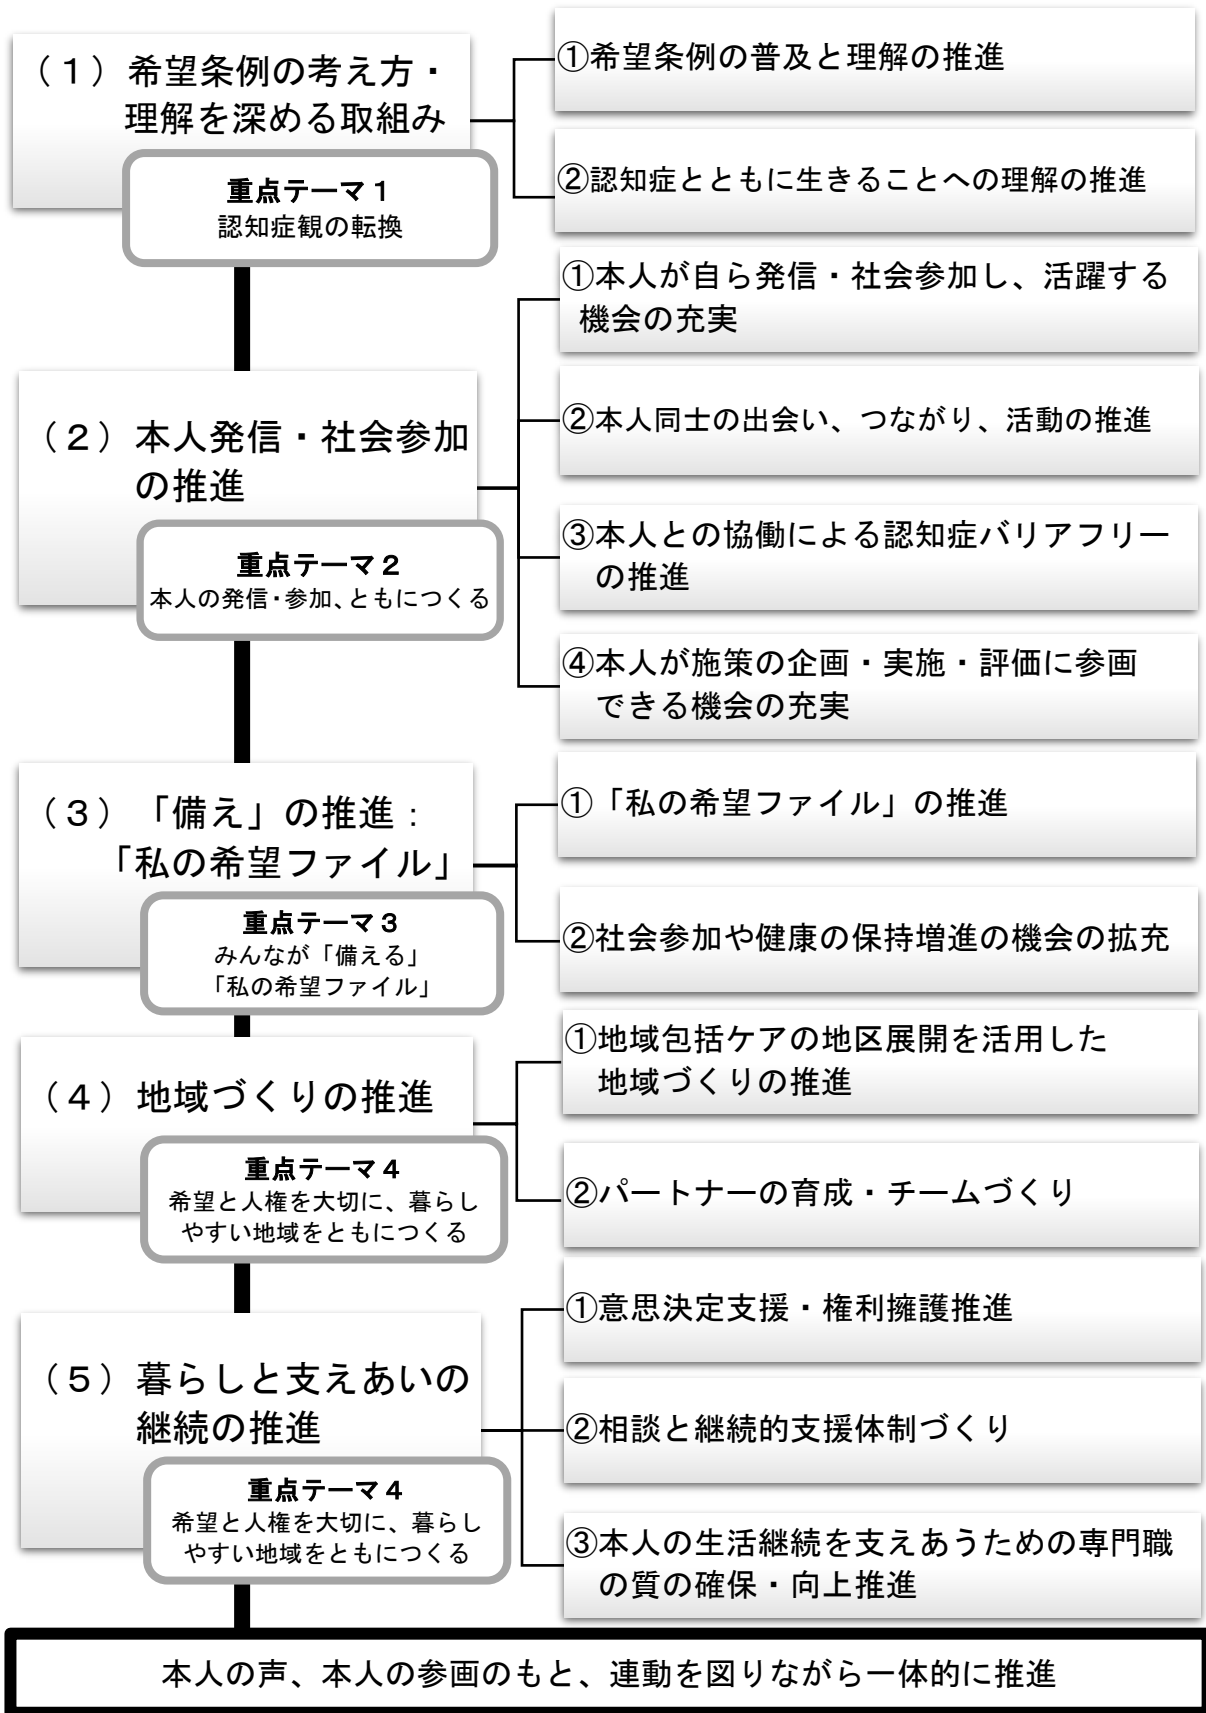 （１）希望条例の考え方・
理解を深める取組み
重点テーマ１
認知症観の転換
①希望条例の普及と理解の推進
②認知症とともに生きることへの理解の推進
（２）本人発信・社会参加
の推進
重点テーマ２
本人の発信・参加、ともにつくる
①本人が自ら発信・社会参加し、活躍する
機会の充実
②本人同士の出会い、つながり、活動の推進
③本人との協働による認知症バリアフリー
の推進
④本人が施策の企画・実施・評価に参画
できる機会の充実
（３）「備え」の推進：
「私の希望ファイル」
重点テーマ３
みんなが「備える」
「私の希望ファイル」
①「私の希望ファイル」の推進
②社会参加や健康の保持増進の機会の拡充
（４）地域づくりの推進
重点テーマ４
希望と人権を大切に、暮らし
やすい地域をともにつくる
①地域包括ケアの地区展開を活用した
地域づくりの推進
②パートナーの育成・チームづくり
（５）暮らしと支えあいの
継続の推進
重点テーマ４
希望と人権を大切に、暮らし
やすい地域をともにつくる
①意思決定支援・権利擁護推進
②相談と継続的支援体制づくり
③本人の生活継続を支えあうための専門職
の質の確保・向上推進
本人の声、本人の参画のもと、連動を図りながら一体的に推進